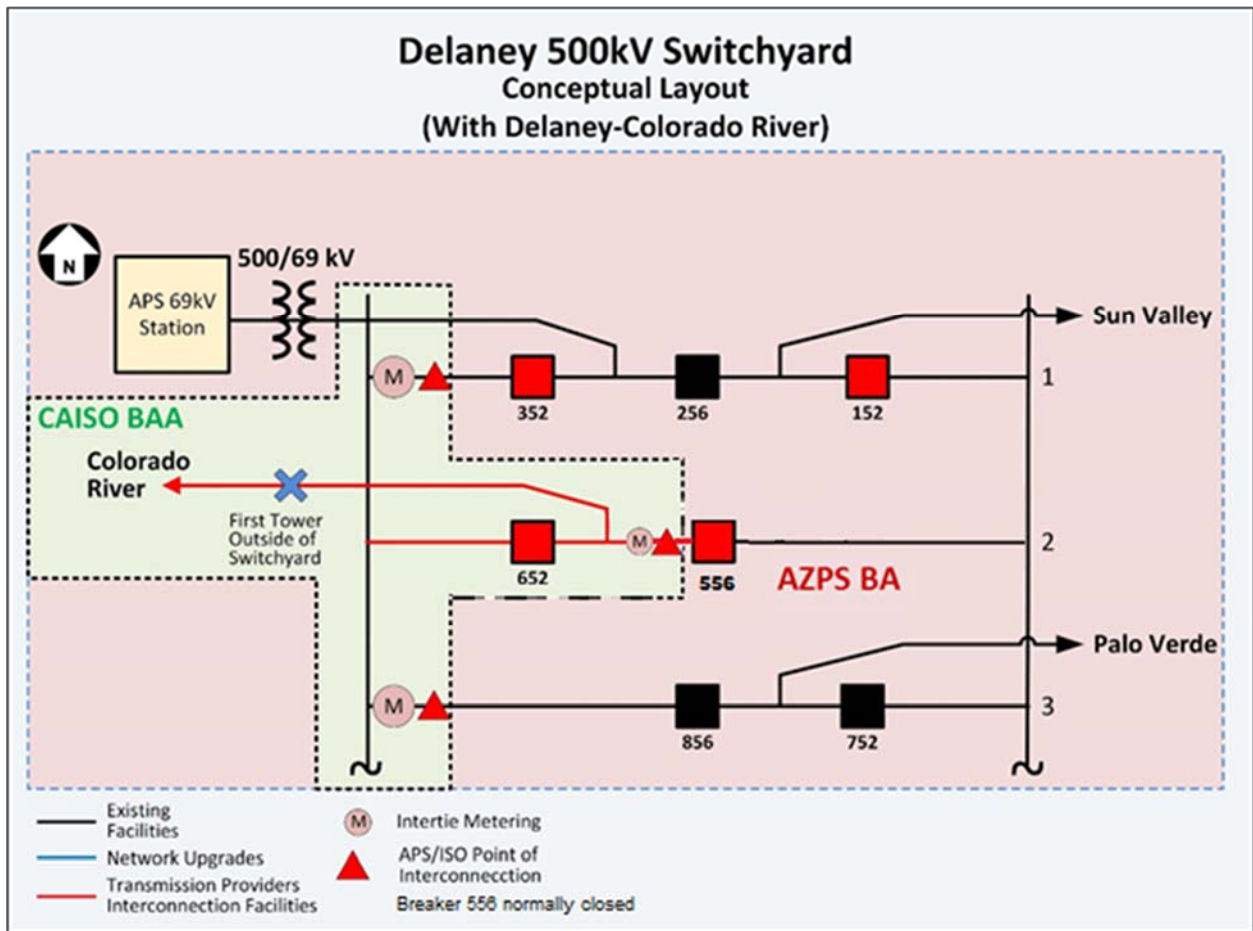 Delaney 500kV Switchyard
Conceptual Layout
(With Delaney-Colorado River)
N
APS 69kV
Station
500/69 kV
Sun Valley
M
352
256
152
1
CAISO BAA
Colorado
River
First Tower
Outside of
Switchyard
652
M
556
2
AZPS BA
Palo Verde
M
856
752
3
Existing
Facilities
Network Upgrades
Transmission Providers
Interconnection Facilities
M
Intertie Metering
APS/ISO Point of
Interconnecction
Breaker 556 normally closed